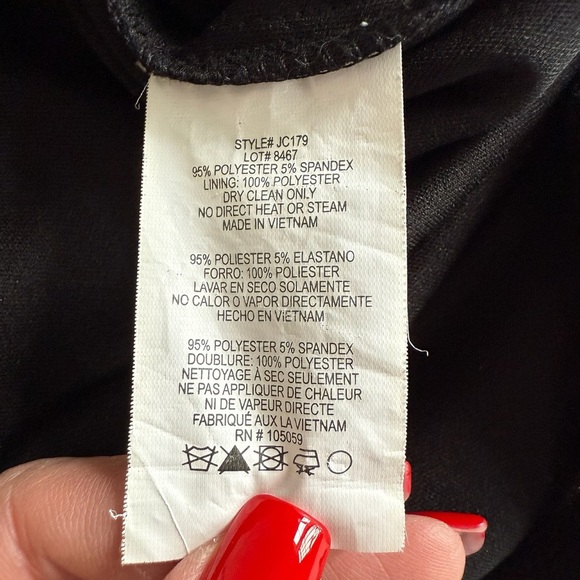 STYLE# JC179
LOT# 8467
95% POLYESTER 5% SPANDEX
LINING: 100% POLYESTER
DRY CLEAN ONLY
NO DIRECT HEAT OR STEAM
MADE IN VIETNAM
95% POLIESTER 5% ELASTANO
FORRO: 100% POLIESTER
LAVAR EN SECO SOLAMENTE
NO CALOR O VAPOR DIRECTAMENTE
HECHO EN VIETNAM
95% POLYESTER 5% SPANDEX
DOUBLURE: 100% POLYESTER
NETTOYAGE À SEC SEULEMENT
NE PAS APPLIQUER DE CHALEUR
NI DE VAPEUR DIRECTE
FABRIQUÉ AUX LA VIETNAM
RN # 105059